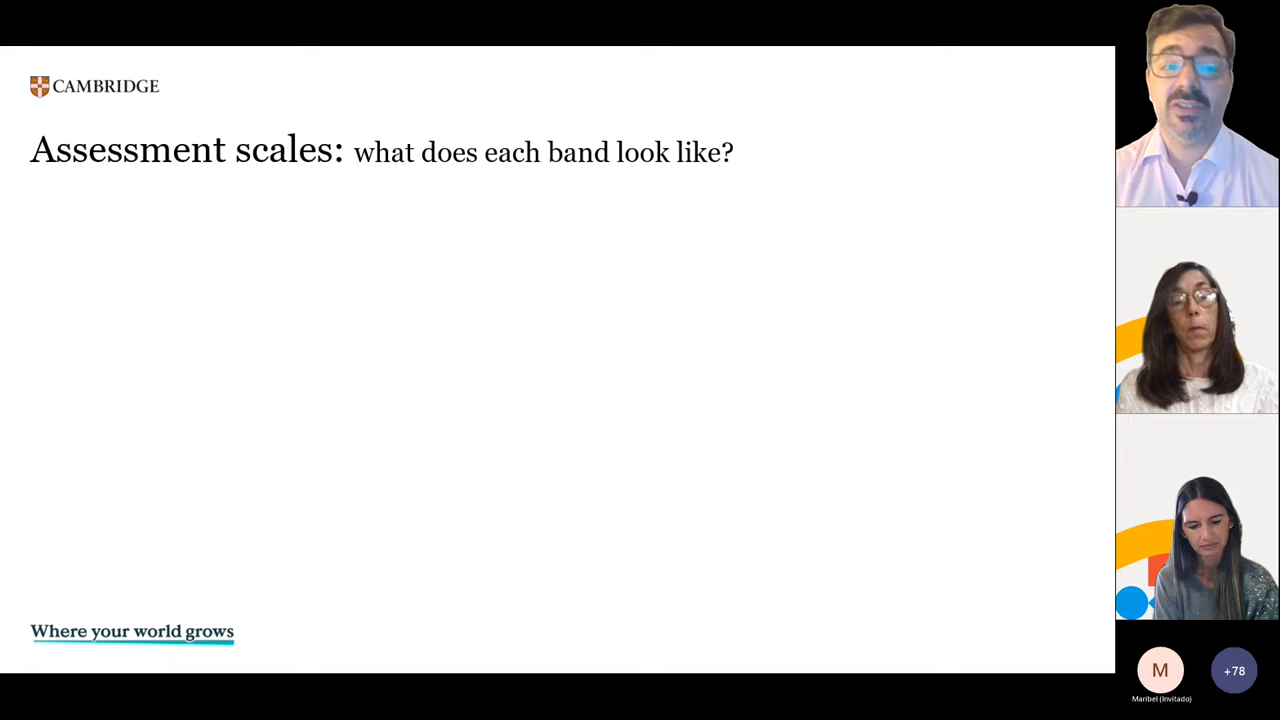 CAMBRIDGE
Assessment scales: what does each band look like?
Where your world grows
M
+78
Maribel (Invitado)